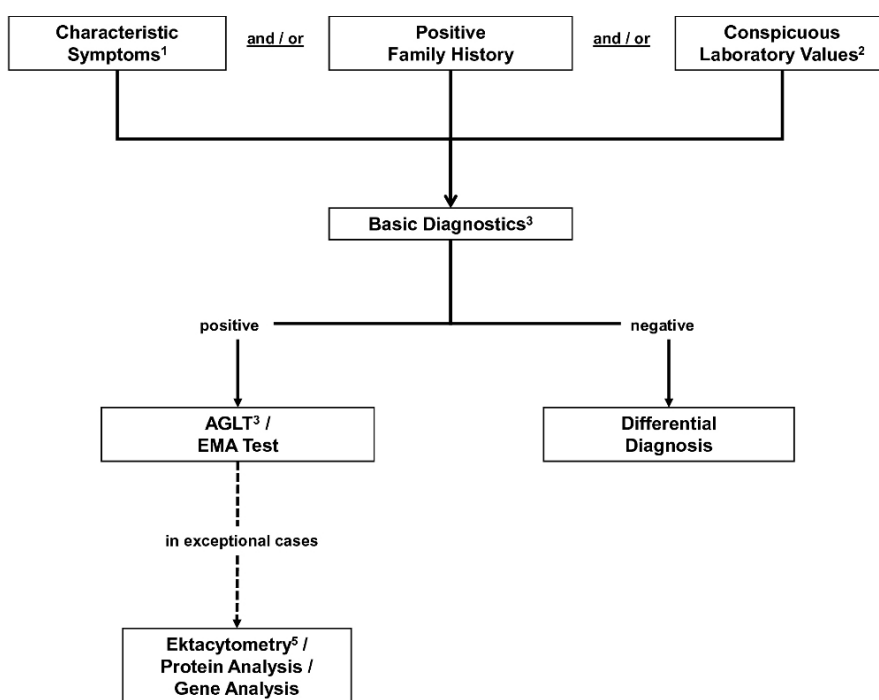 Characteristic
Symptoms¹
and / or
Positive
Family History
and / or
Conspicuous
Laboratory Values²
Basic Diagnostics³
positive
negative
AGLT³ /
EMA Test
Differential
Diagnosis
in exceptional cases
Ektacytometry⁵ /
Protein Analysis /
Gene Analysis